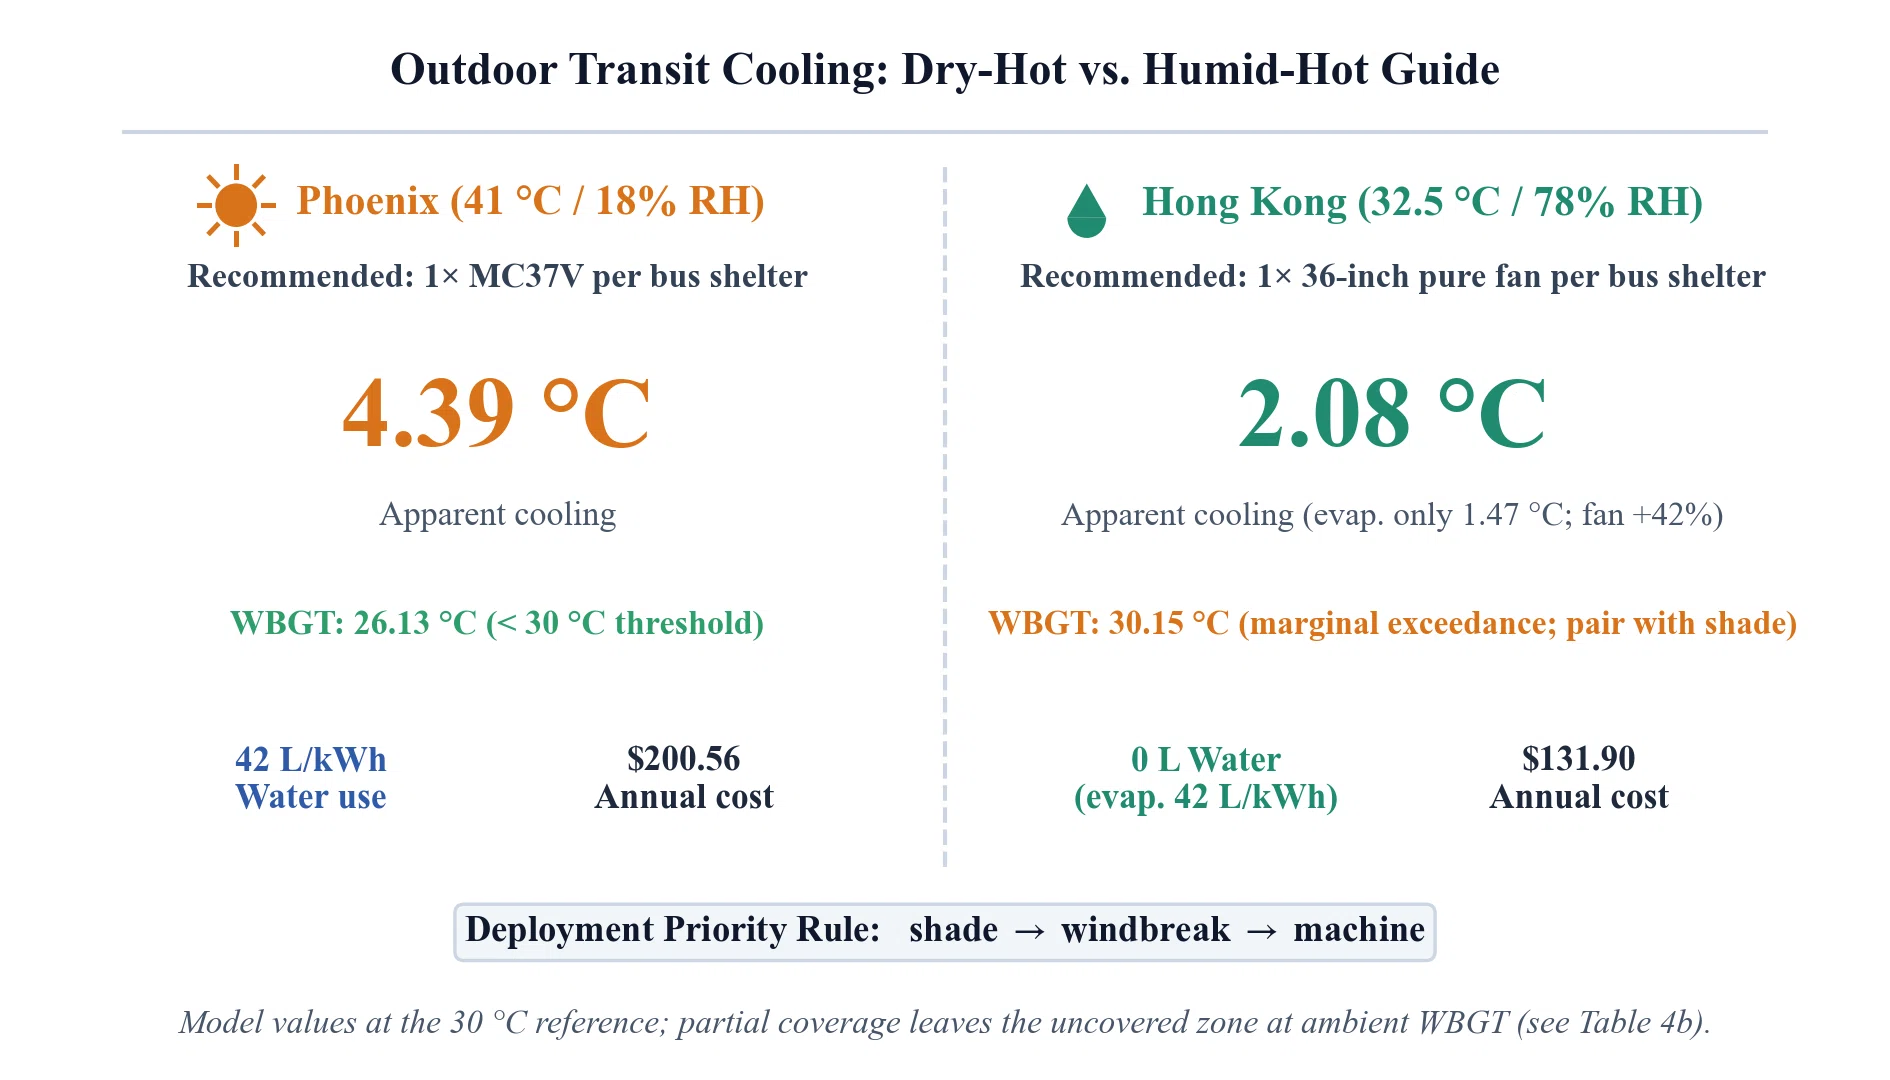 Outdoor Transit Cooling: Dry-Hot vs. Humid-Hot Guide
Phoenix (41 °C / 18% RH)
Recommended: 1× MC37V per bus shelter
4.39 °C
Apparent cooling
WBGT: 26.13 °C (< 30 °C threshold)
42 L/kWh
Water use
$200.56
Annual cost
Hong Kong (32.5 °C / 78% RH)
Recommended: 1× 36-inch pure fan per bus shelter
2.08 °C
Apparent cooling (evap. only 1.47 °C; fan +42%)
WBGT: 30.15 °C (marginal exceedance; pair with shade)
0 L Water
(evap. 42 L/kWh)
$131.90
Annual cost
Deployment Priority Rule: shade → windbreak → machine
Model values at the 30 °C reference; partial coverage leaves the uncovered zone at ambient WBGT (see Table 4b).